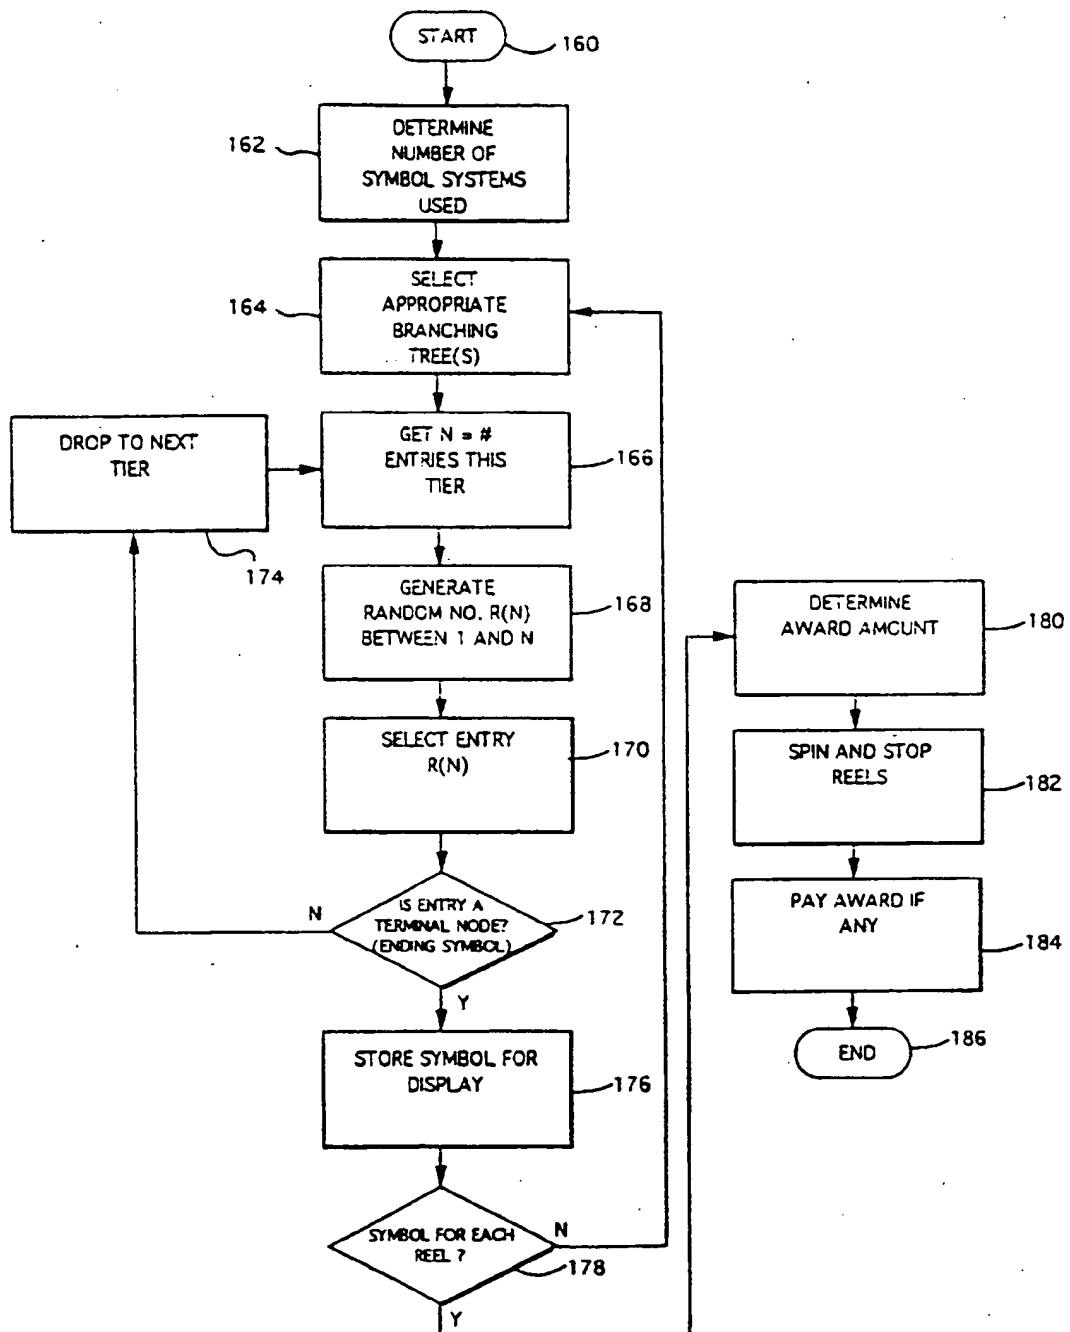 START
160
162
DETERMINE
NUMBER OF
SYMBOL SYSTEMS
USED
164
SELECT
APPROPRIATE
BRANCHING
TREE(S)
DROP TO NEXT
TIER
174
GET N = #
ENTRIES THIS
TIER
166
GENERATE
RANDOM NO. R(N)
BETWEEN 1 AND N
168
SELECT ENTRY
R(N)
170
IS ENTRY A
TERMINAL NODE?
(ENDING SYMBOL)
172
N
Y
STORE SYMBOL FOR
DISPLAY
176
SYMBOL FOR EACH
REEL ?
178
N
Y
DETERMINE
AWARD AMOUNT
180
SPIN AND STOP
REELS
182
PAY AWARD IF
ANY
184
END
186